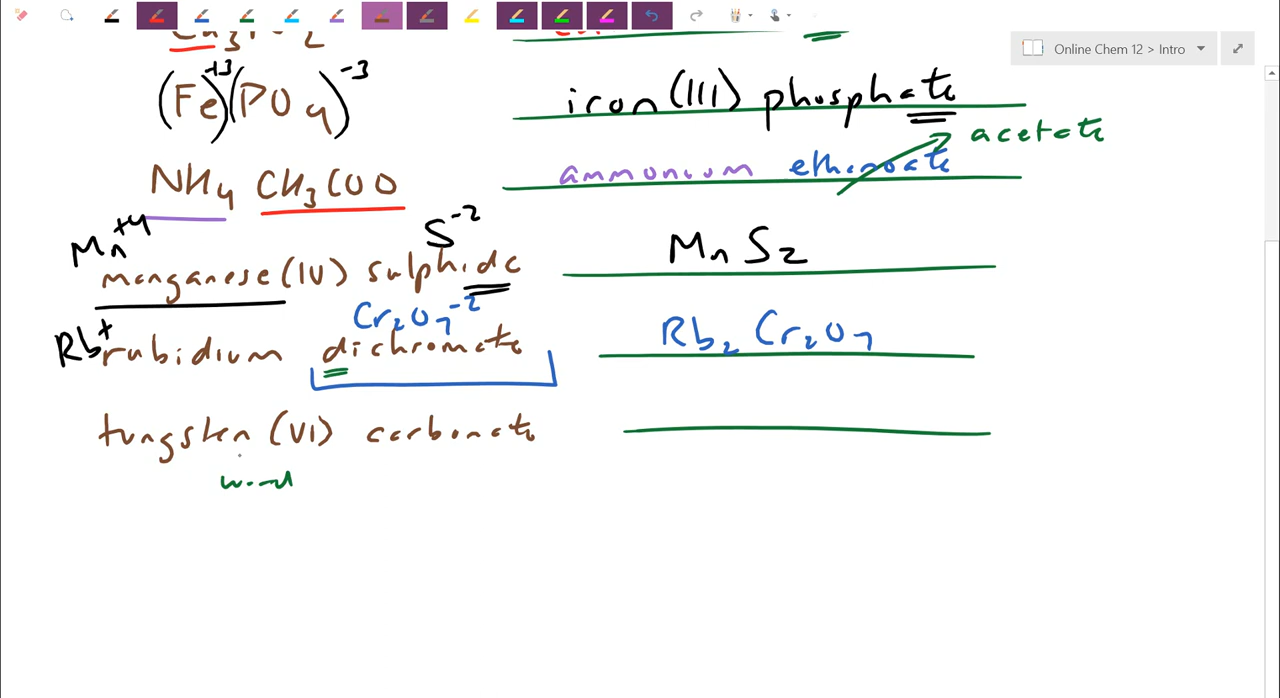 Online Chem 12 > Intro
(Fe)+3(PO4)-3 iron (III) phosphate
acetate
NH4 CH3COO ammonium ethanoate
Mn+4 S-2
manganese (IV) sulphide MnS2
Cr2O7-2
Rb+ rubidium dichromate Rb2Cr2O7
tungsten (VI) carbonate